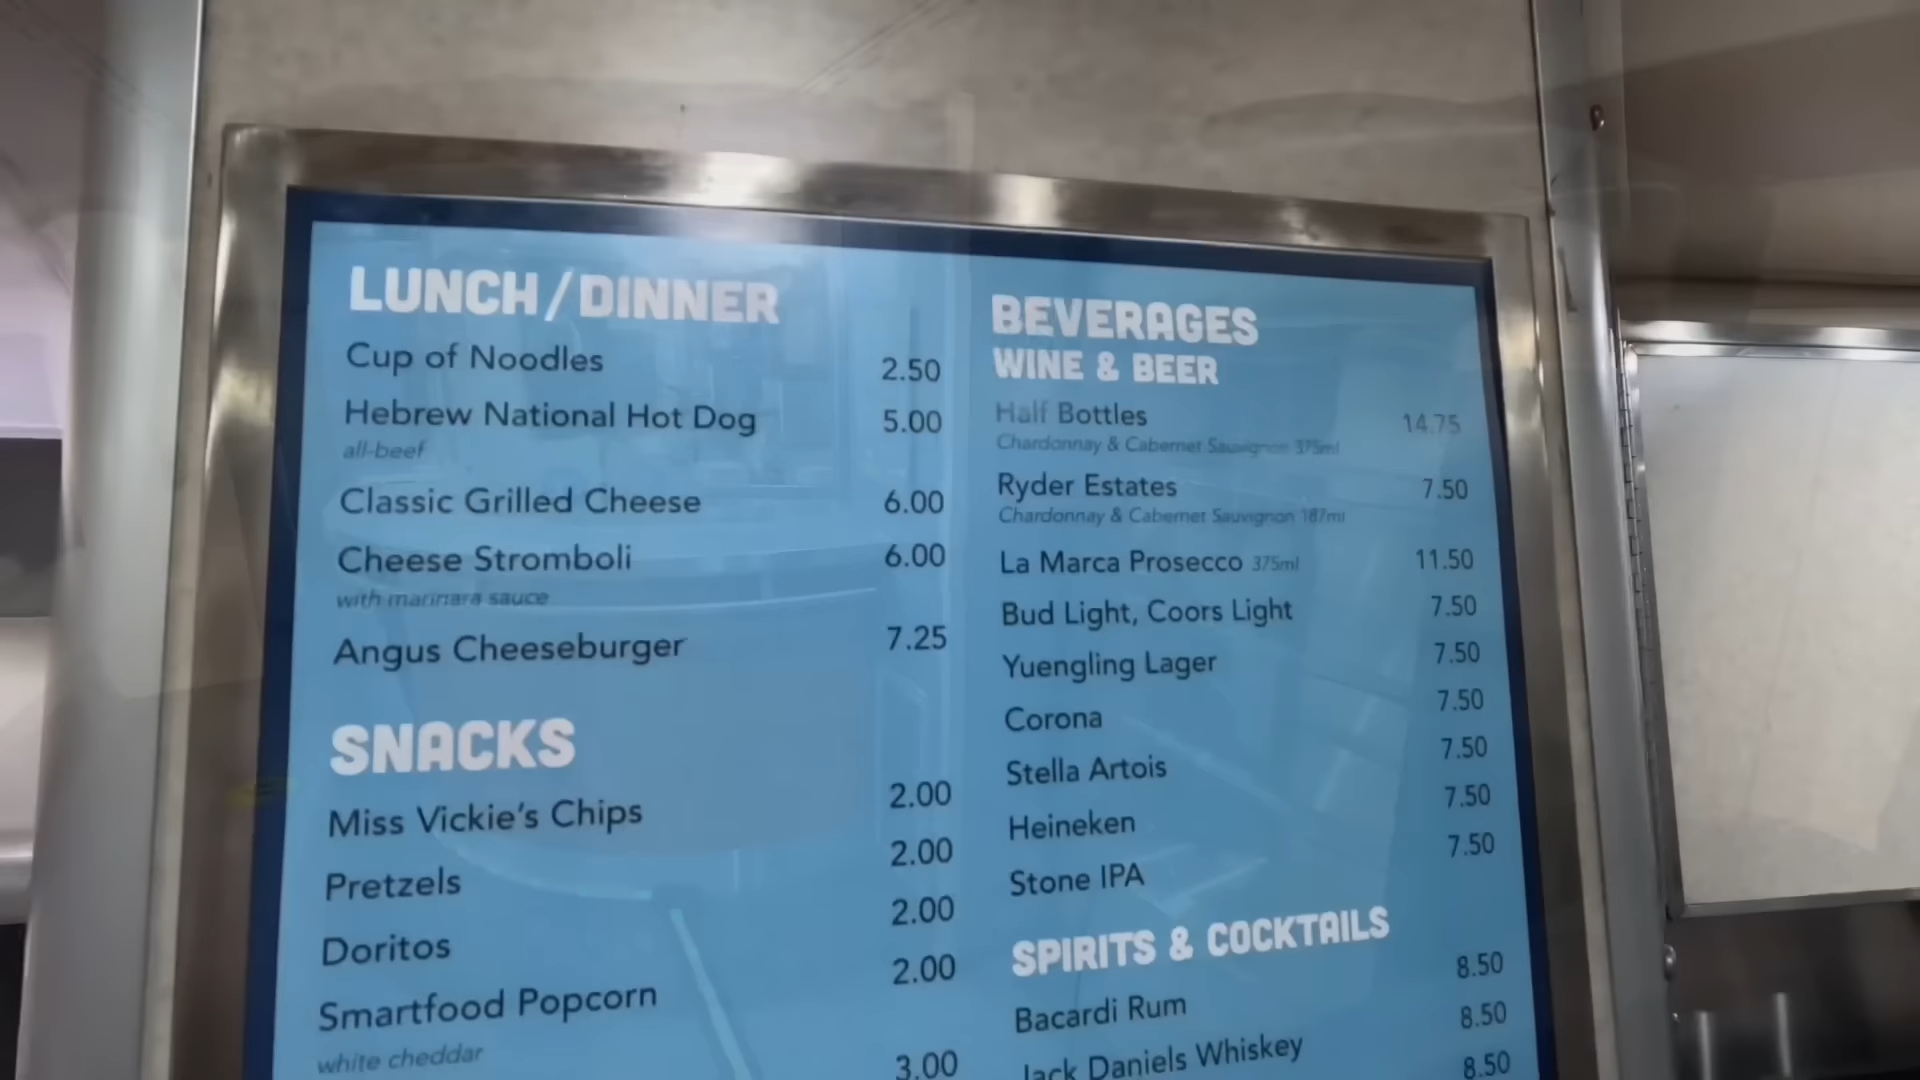 LUNCH/DINNER
Cup of Noodles 2.50
Hebrew National Hot Dog 5.00
all-beef
Classic Grilled Cheese 6.00
Cheese Stromboli 6.00
with marinara sauce
Angus Cheeseburger 7.25
SNACKS
Miss Vickie's Chips 2.00
Pretzels 2.00
Doritos 2.00
Smartfood Popcorn 2.00
white cheddar
3.00
BEVERAGES
WINE & BEER
Half Bottles 14.75
Chardonnay & Cabernet Sauvignon 375ml
Ryder Estates 7.50
Chardonnay & Cabernet Sauvignon 187ml
La Marca Prosecco 375ml 11.50
Bud Light, Coors Light 7.50
Yuengling Lager 7.50
Corona 7.50
Stella Artois 7.50
Heineken 7.50
Stone IPA 7.50
SPIRITS & COCKTAILS
Bacardi Rum 8.50
Jack Daniels Whiskey 8.50
8.50